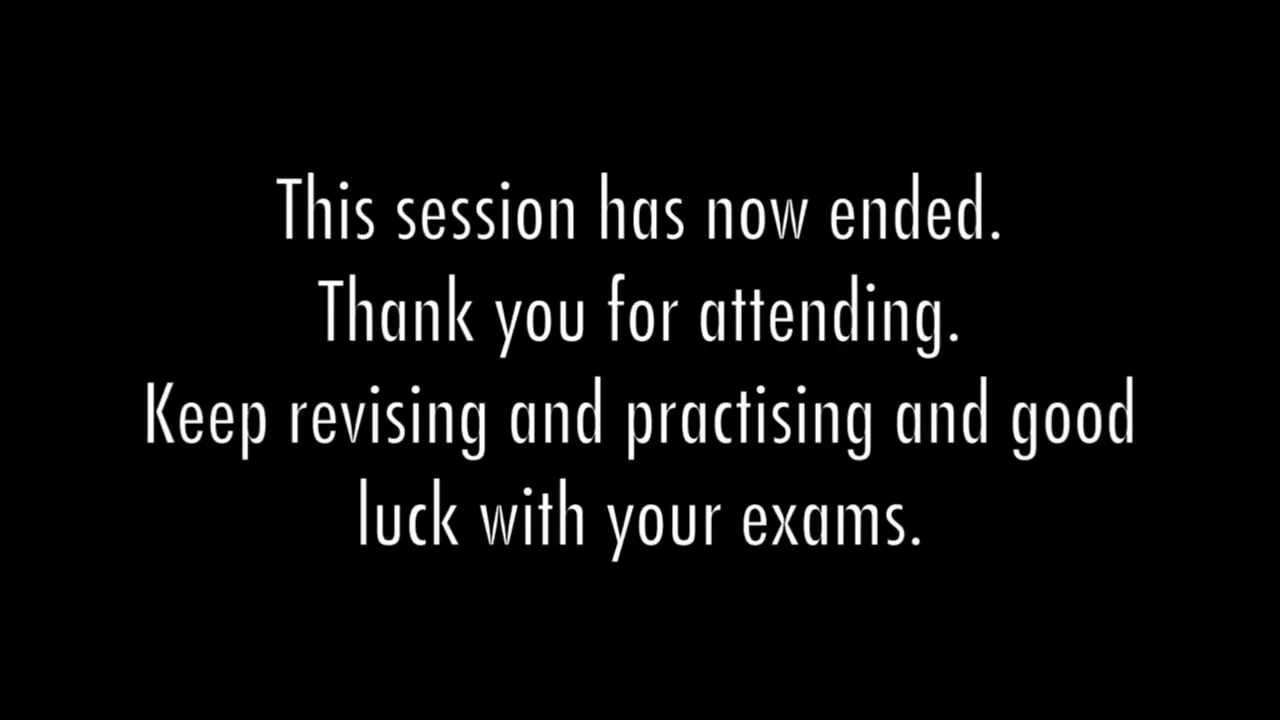 This session has now ended.
Thank you for attending.
Keep revising and practising and good
luck with your exams.